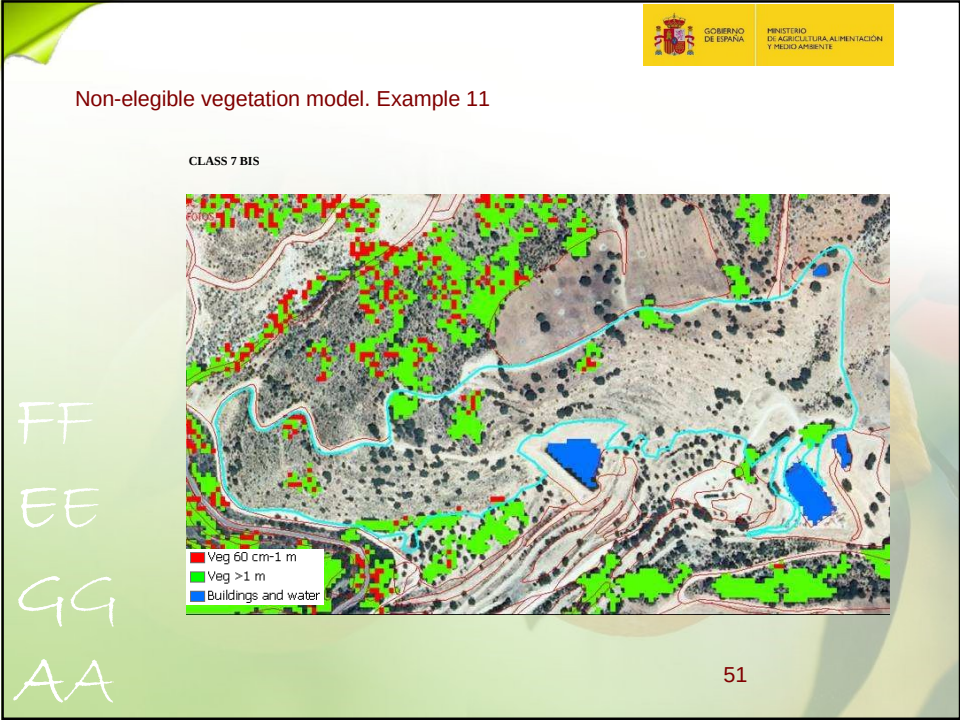 GOBIERNO
DE ESPAÑA
MINISTERIO
DE AGRICULTURA, ALIMENTACIÓN
Y MEDIO AMBIENTE
Non-elegible vegetation model. Example 11
CLASS 7 BIS
FOTOS
Veg 60 cm-1 m
Veg >1 m
Buildings and water
FF
EE
GG
AA
51